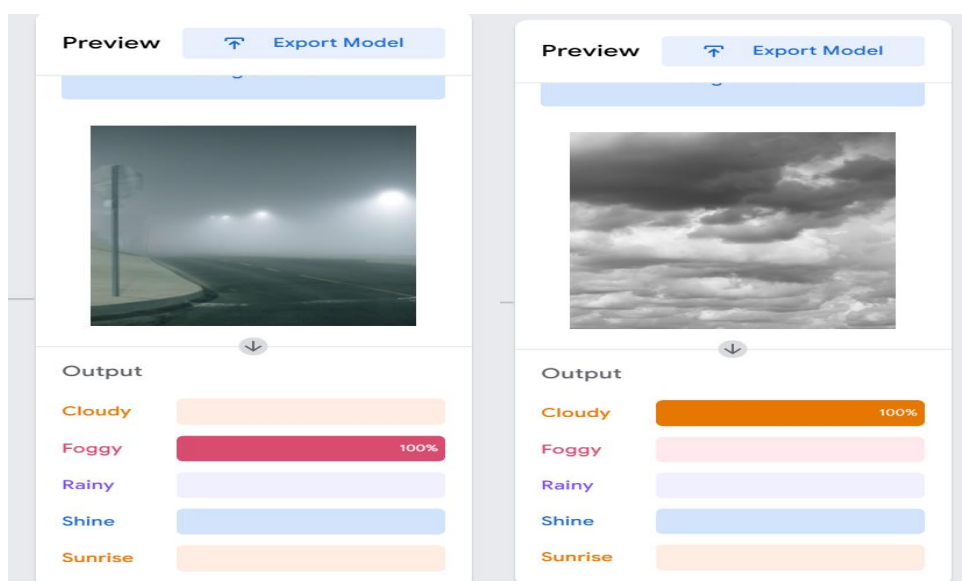 Preview Export Model
Output
Cloudy
Foggy 100%
Rainy
Shine
Sunrise
Preview Export Model
Output
Cloudy 100%
Foggy
Rainy
Shine
Sunrise